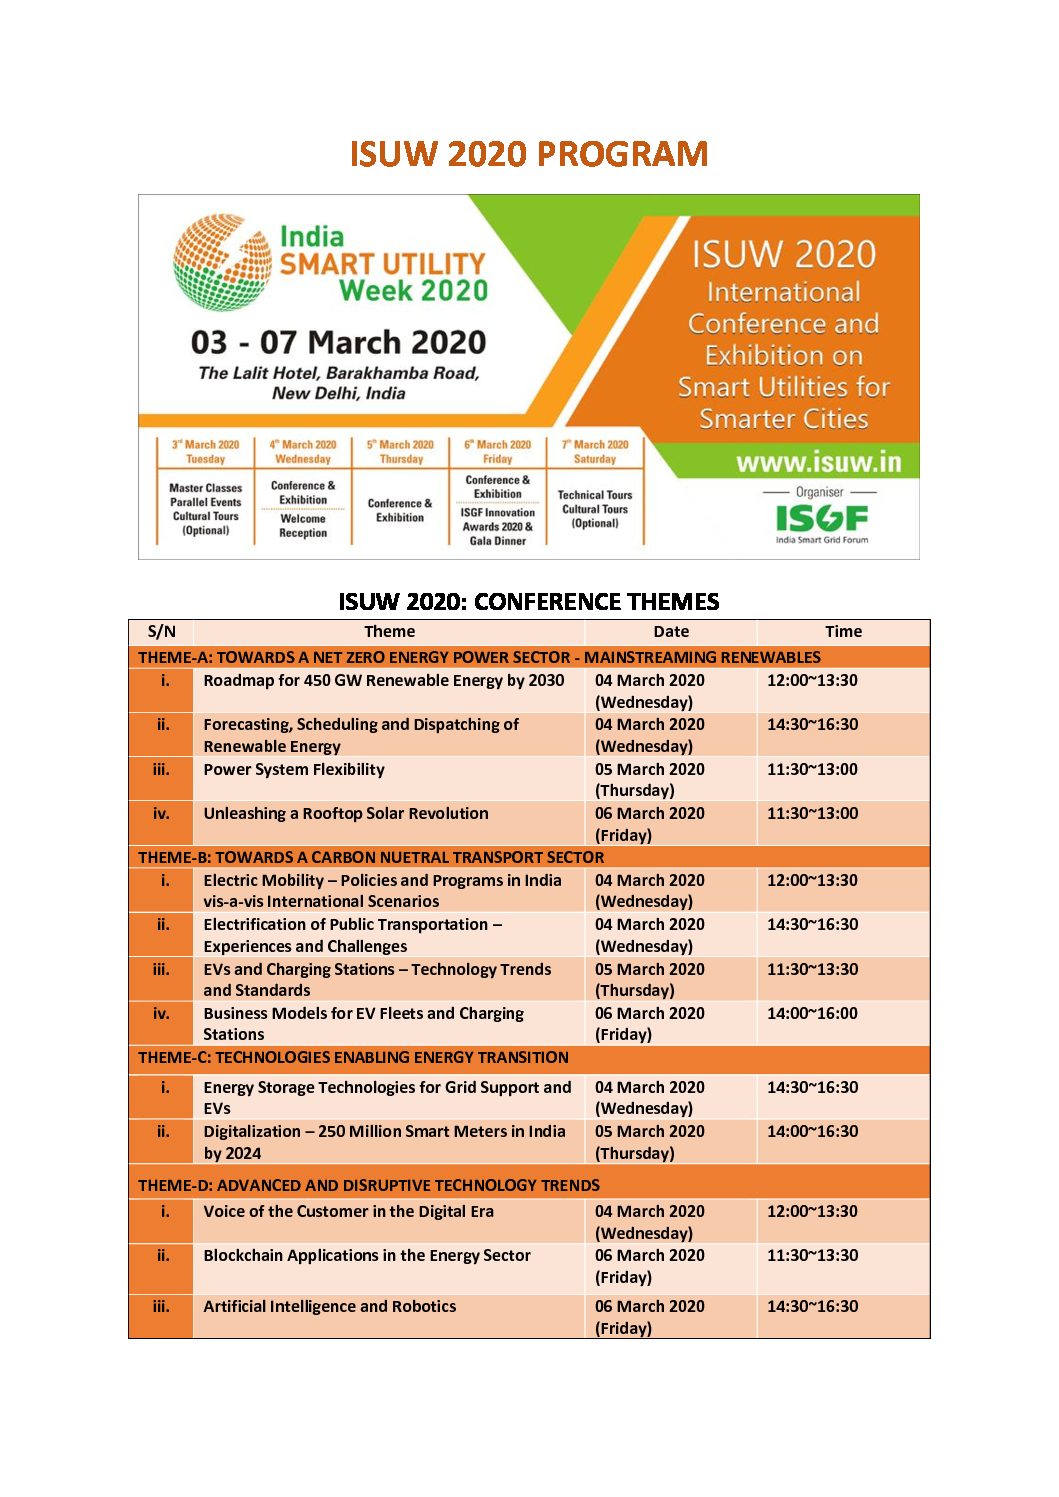 ISUW 2020 PROGRAM
India
SMART UTILITY
Week 2020
03 - 07 March 2020
The Lalit Hotel, Barakhamba Road,
New Delhi, India
ISUW 2020
International
Conference and
Exhibition on
Smart Utilities for
Smarter Cities
www.isuw.in
Organiser
ISGF
India Smart Grid Forum
3rd March 2020
Tuesday
Master Classes
Parallel Events
Cultural Tours
(Optional)
4th March 2020
Wednesday
Conference &
Exhibition
Welcome
Reception
5th March 2020
Thursday
Conference &
Exhibition
6th March 2020
Friday
Conference &
Exhibition
ISGF Innovation
Awards 2020 &
Gala Dinner
7th March 2020
Saturday
Technical Tours
Cultural Tours
(Optional)
ISUW 2020: CONFERENCE THEMES
S/N Theme Date Time
THEME-A: TOWARDS A NET ZERO ENERGY POWER SECTOR - MAINSTREAMING RENEWABLES
i. Roadmap for 450 GW Renewable Energy by 2030 04 March 2020 12:00~13:30
(Wednesday)
ii. Forecasting, Scheduling and Dispatching of 04 March 2020 14:30~16:30
Renewable Energy (Wednesday)
iii. Power System Flexibility 05 March 2020 11:30~13:00
(Thursday)
iv. Unleashing a Rooftop Solar Revolution 06 March 2020 11:30~13:00
(Friday)
THEME-B: TOWARDS A CARBON NUETRAL TRANSPORT SECTOR
i. Electric Mobility – Policies and Programs in India 04 March 2020 12:00~13:30
vis-a-vis International Scenarios (Wednesday)
ii. Electrification of Public Transportation – 04 March 2020 14:30~16:30
Experiences and Challenges (Wednesday)
iii. EVs and Charging Stations – Technology Trends 05 March 2020 11:30~13:30
and Standards (Thursday)
iv. Business Models for EV Fleets and Charging 06 March 2020 14:00~16:00
Stations (Friday)
THEME-C: TECHNOLOGIES ENABLING ENERGY TRANSITION
i. Energy Storage Technologies for Grid Support and 04 March 2020 14:30~16:30
EVs (Wednesday)
ii. Digitalization – 250 Million Smart Meters in India 05 March 2020 14:00~16:30
by 2024 (Thursday)
THEME-D: ADVANCED AND DISRUPTIVE TECHNOLOGY TRENDS
i. Voice of the Customer in the Digital Era 04 March 2020 12:00~13:30
(Wednesday)
ii. Blockchain Applications in the Energy Sector 06 March 2020 11:30~13:30
(Friday)
iii. Artificial Intelligence and Robotics 06 March 2020 14:30~16:30
(Friday)